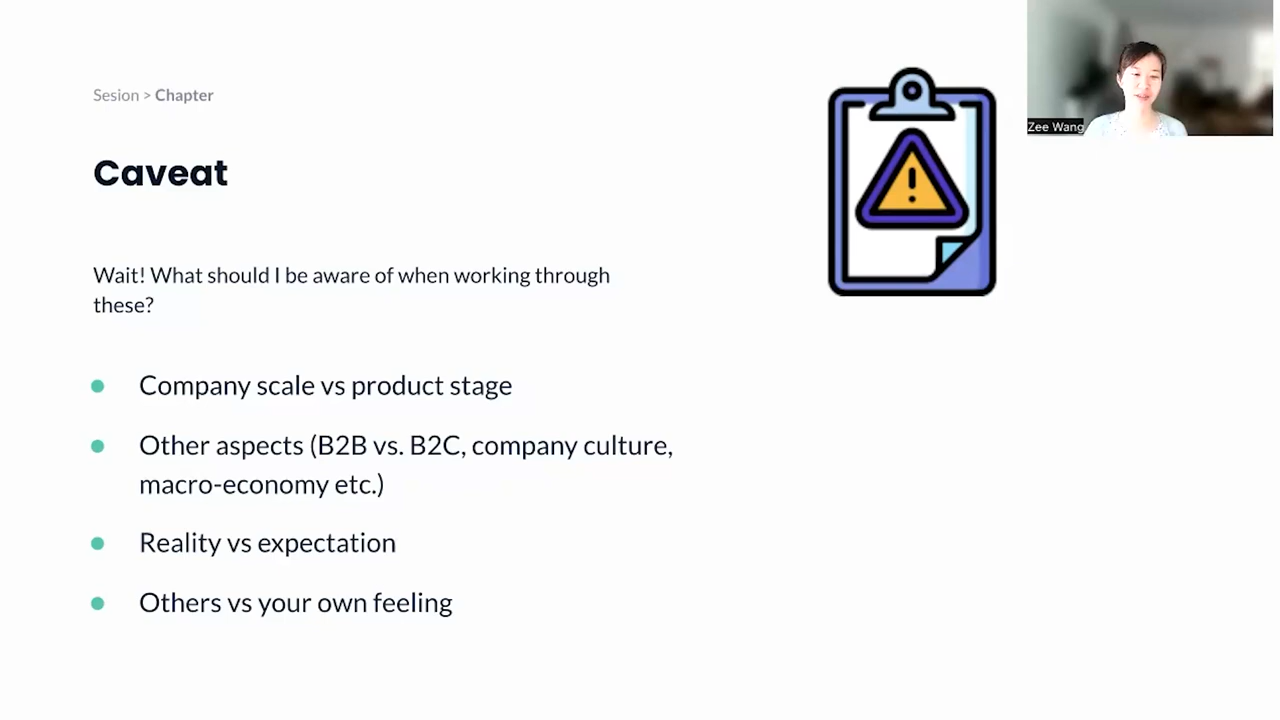 Sesion > Chapter
Zee Wang
Caveat
Wait! What should I be aware of when working through
these?
Company scale vs product stage
Other aspects (B2B vs. B2C, company culture,
macro-economy etc.)
Reality vs expectation
Others vs your own feeling